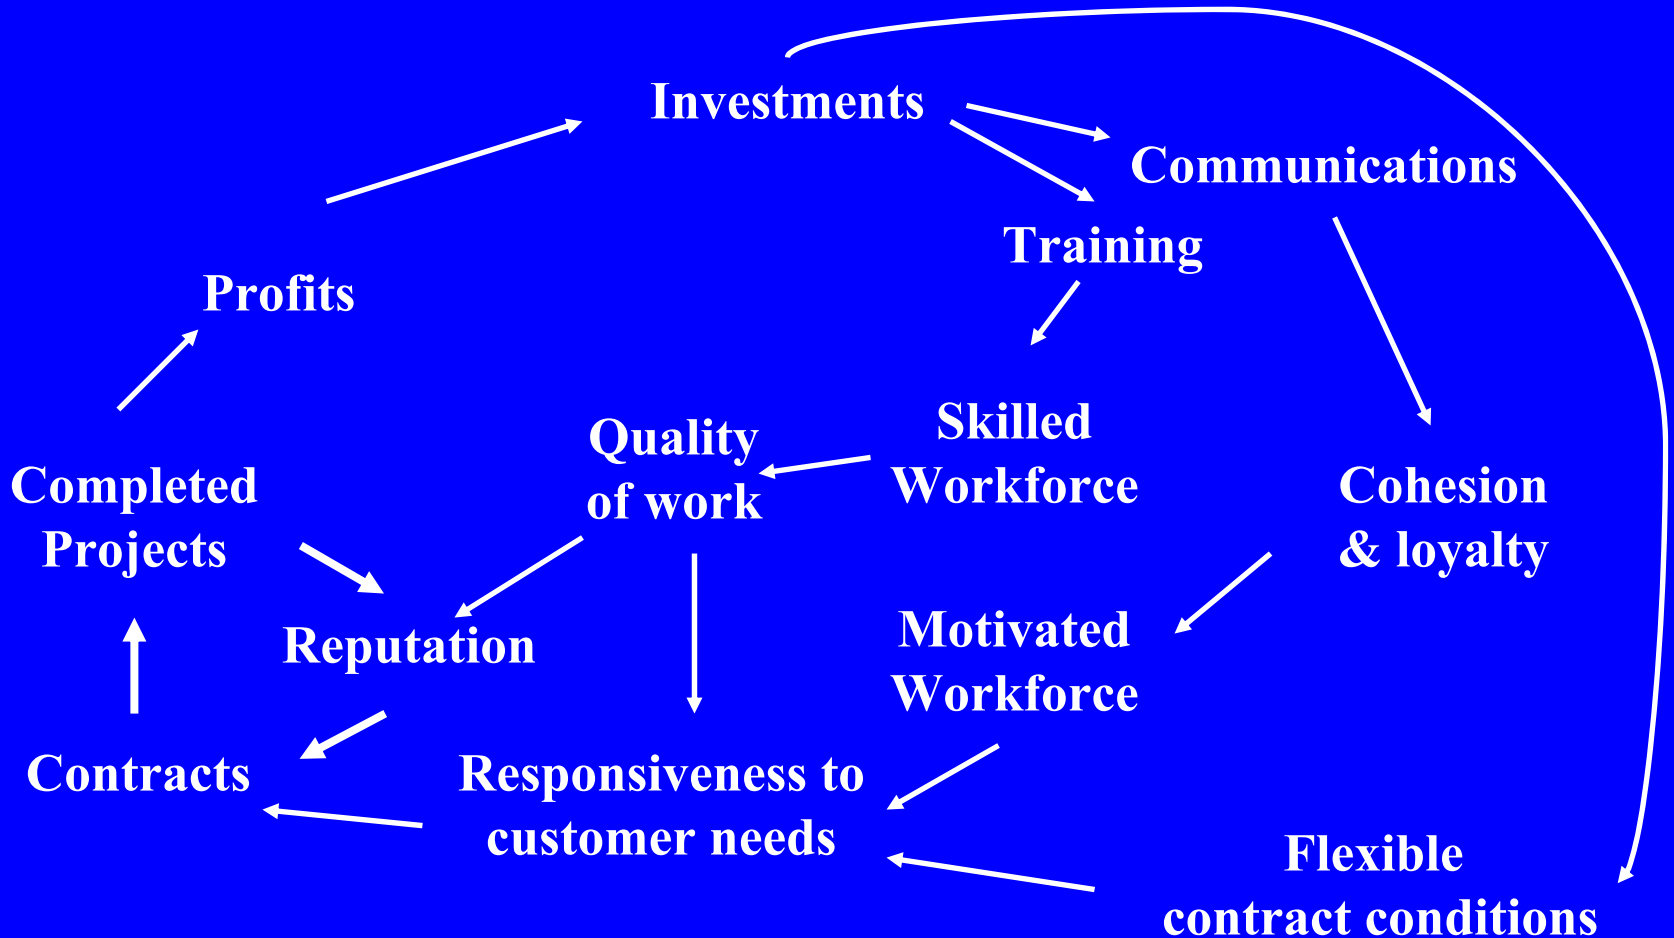 Investments
Communications
Training
Profits
Skilled
Workforce
Quality
of work
Completed
Projects
Cohesion
& loyalty
Reputation
Motivated
Workforce
Contracts
Responsiveness to
customer needs
Flexible
contract conditions